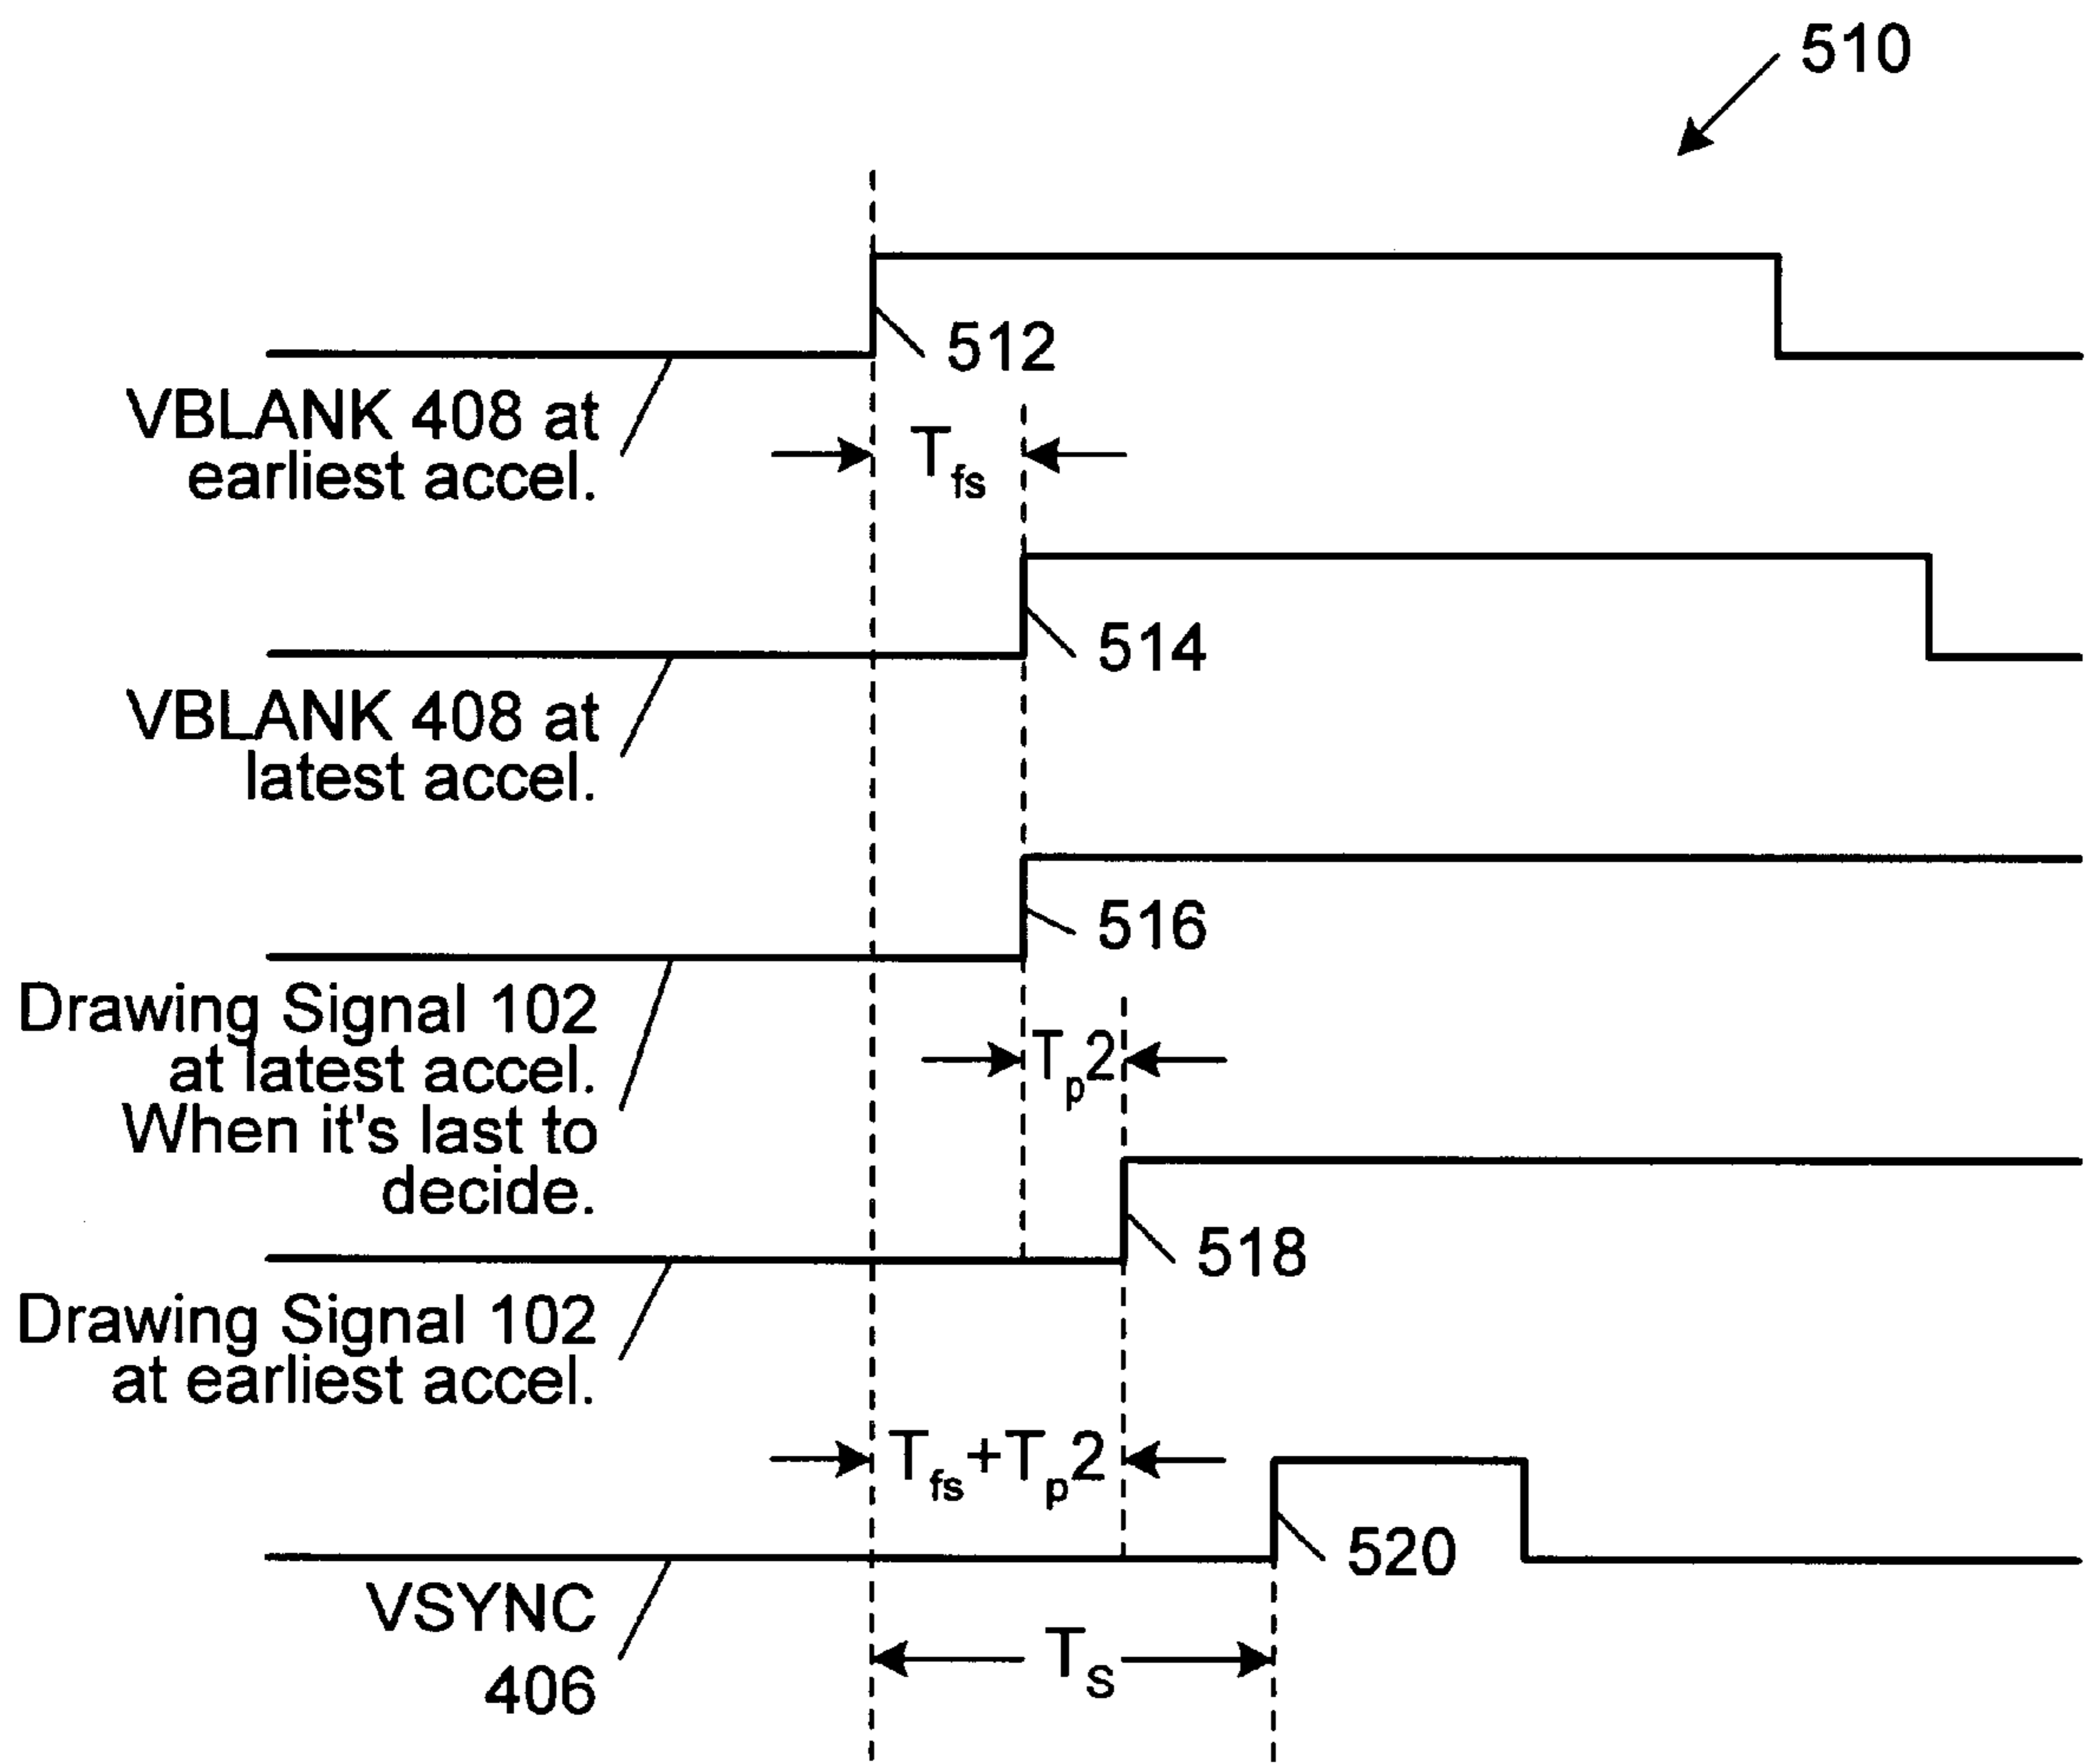 510
512
VBLANK 408 at
earliest accel.
Tfs
514
VBLANK 408 at
latest accel.
516
Drawing Signal 102
at latest accel.
When it's last to
decide.
Tp2
518
Drawing Signal 102
at earliest accel.
Tfs+Tp2
520
VSYNC
406
TS